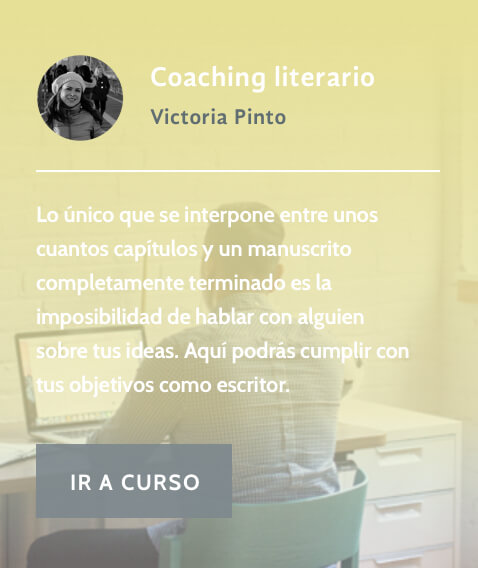 Coaching literario
Victoria Pinto
Lo único que se interpone entre unos
cuantos capítulos y un manuscrito
completamente terminado es la
imposibilidad de hablar con alguien
sobre tus ideas. Aquí podrás cumplir con
tus objetivos como escritor.
IR A CURSO